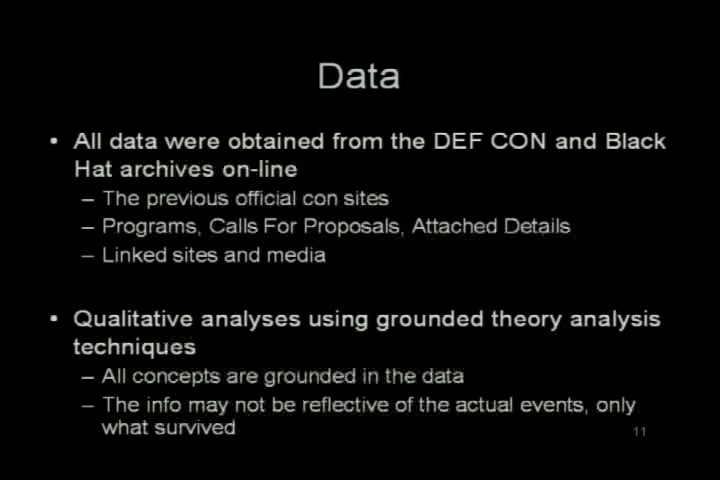 Data
• All data were obtained from the DEF CON and Black
Hat archives on-line
– The previous official con sites
– Programs, Calls For Proposals, Attached Details
– Linked sites and media
• Qualitative analyses using grounded theory analysis
techniques
– All concepts are grounded in the data
– The info may not be reflective of the actual events, only
what survived
11